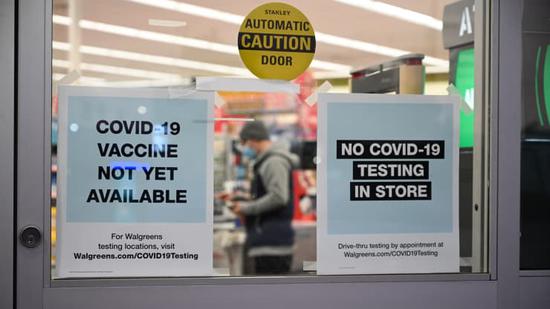 STANLEY
AUTOMATIC
CAUTION
DOOR
COVID-19
VACCINE
NOT YET
AVAILABLE
For Walgreens
testing locations, visit
Walgreens.com/COVID19Testing
NO COVID-19
TESTING
IN STORE
Drive-thru testing by appointment at
Walgreens.com/COVID19Testing